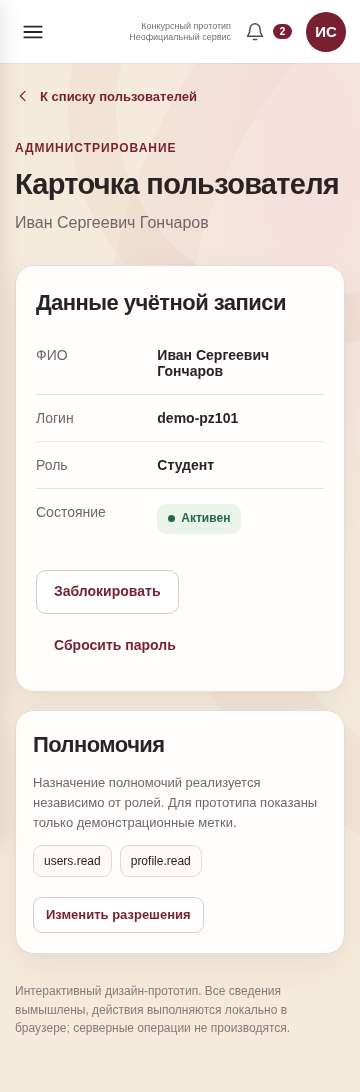 Конкурсный прототип
Неофициальный сервис
2
ИС
К списку пользователей
АДМИНИСТРИРОВАНИЕ
Карточка пользователя
Иван Сергеевич Гончаров
Данные учётной записи
ФИО
Иван Сергеевич
Гончаров
Логин
demo-pz101
Роль
Студент
Состояние
Активен
Заблокировать
Сбросить пароль
Полномочия
Назначение полномочий реализуется
независимо от ролей. Для прототипа показаны
только демонстрационные метки.
users.read
profile.read
Изменить разрешения
Интерактивный дизайн-прототип. Все сведения
вымышлены, действия выполняются локально в
браузере; серверные операции не производятся.